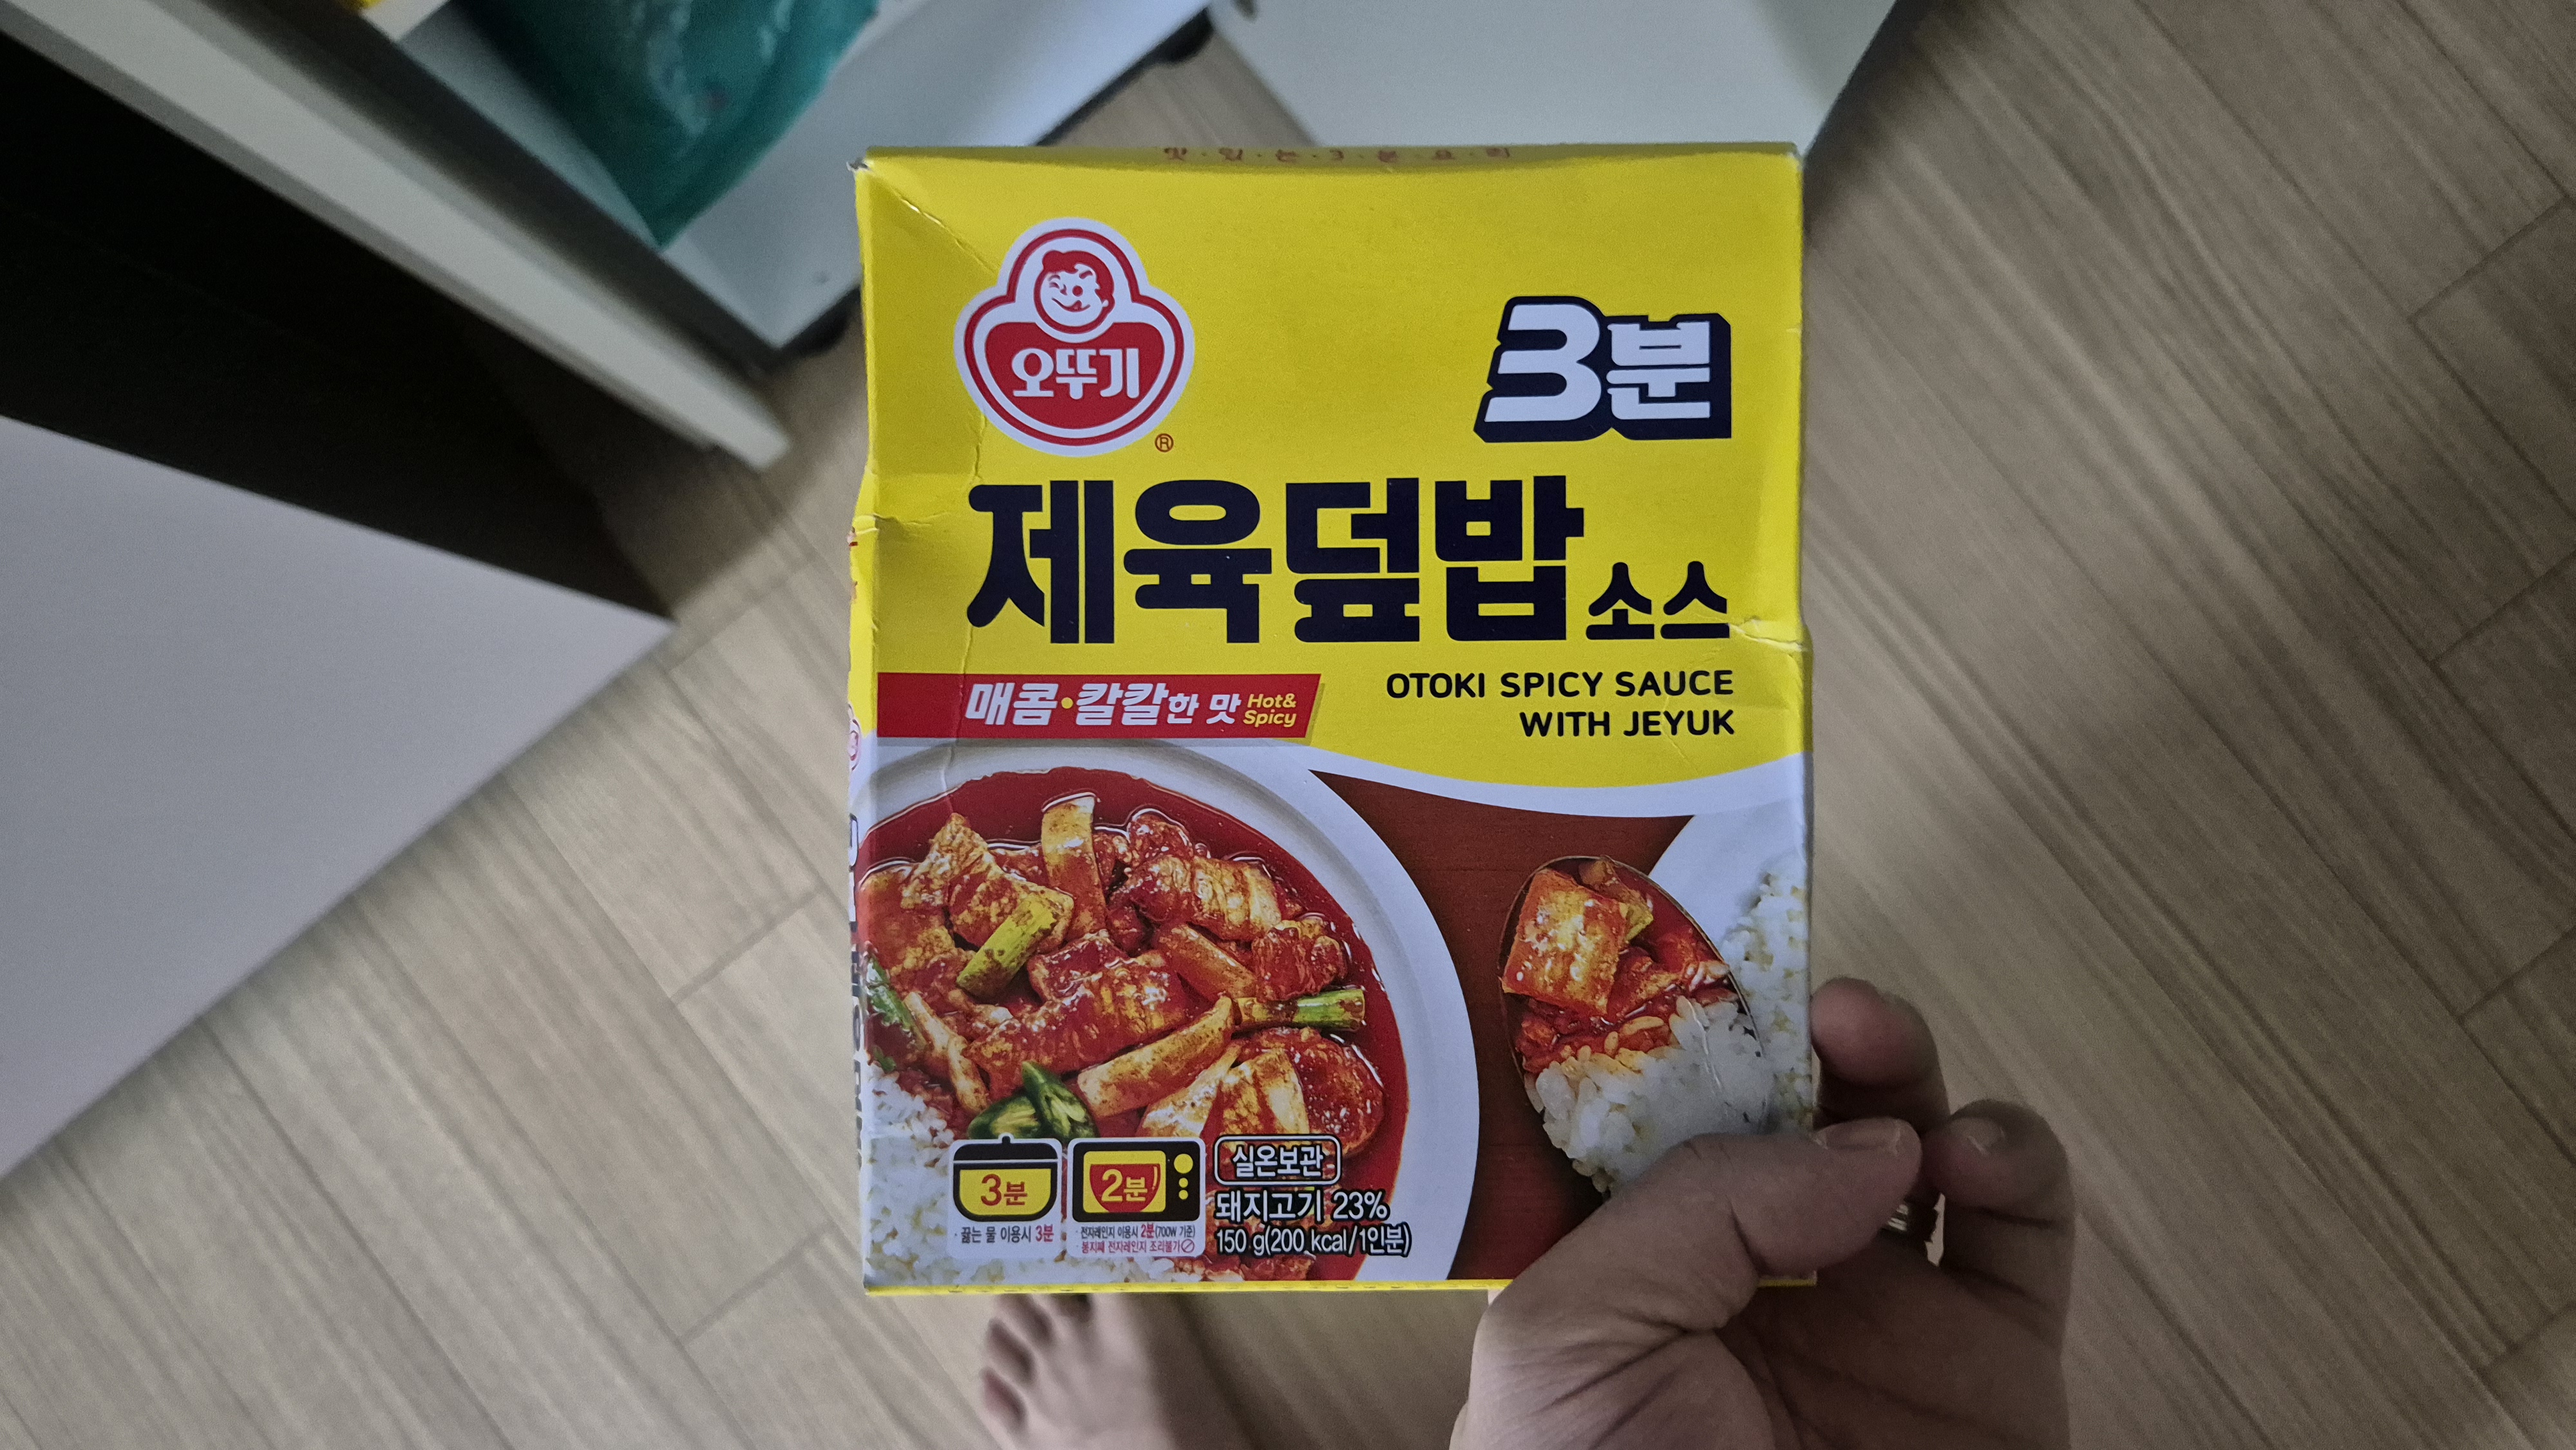 맛·있·는·3·분·요·리
오뚜기
®
3분
제육덮밥소스
매콤·칼칼한 맛 Hot& Spicy
OTOKI SPICY SAUCE
WITH JEYUK
3분
· 끓는 물 이용시 3분
2분
· 전자레인지 이용시 2분(700W 기준)
· 봉지째 전자레인지 조리불가
실온보관
돼지고기 23%
150 g(200 kcal/1인분)